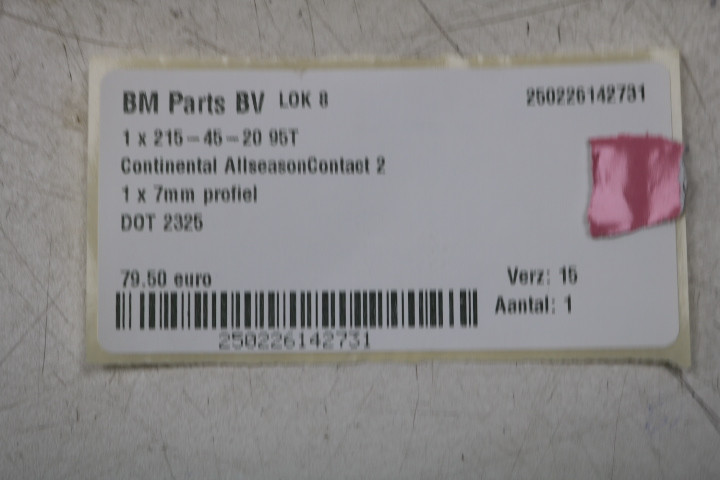 BM Parts BV LOK 8 250226142731
1 x 215-45-20 95T
Continental AllseasonContact 2
1 x 7mm profiel
DOT 2325
79.50 euro Verz: 15
Aantal: 1
250226142731